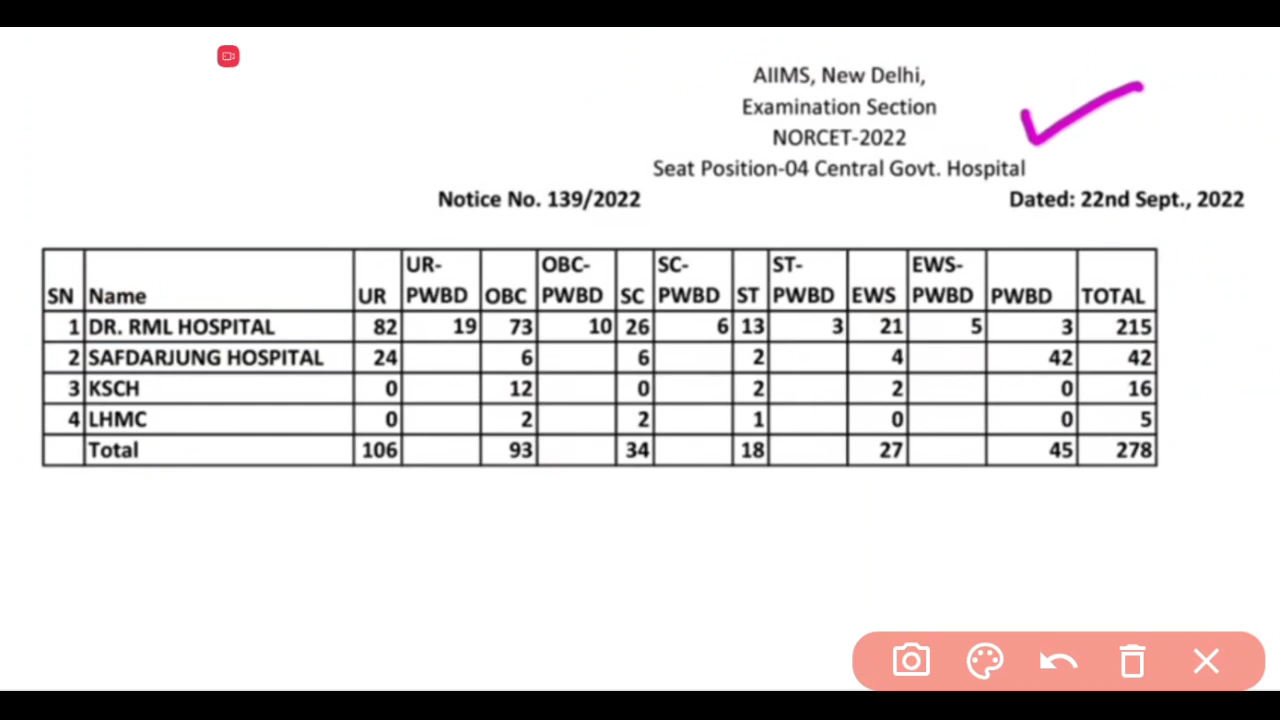 AIIMS, New Delhi,
Examination Section
NORCET-2022
Seat Position-04 Central Govt. Hospital
Notice No. 139/2022 Dated: 22nd Sept., 2022
SN Name UR UR-PWBD OBC OBC-PWBD SC SC-PWBD ST ST-PWBD EWS EWS-PWBD PWBD TOTAL
1 DR. RML HOSPITAL 82 19 73 10 26 6 13 3 21 5 3 215
2 SAFDARJUNG HOSPITAL 24 6 6 2 4 42 42
3 KSCH 0 12 0 2 2 0 16
4 LHMC 0 2 2 1 0 0 5
Total 106 93 34 18 27 45 278